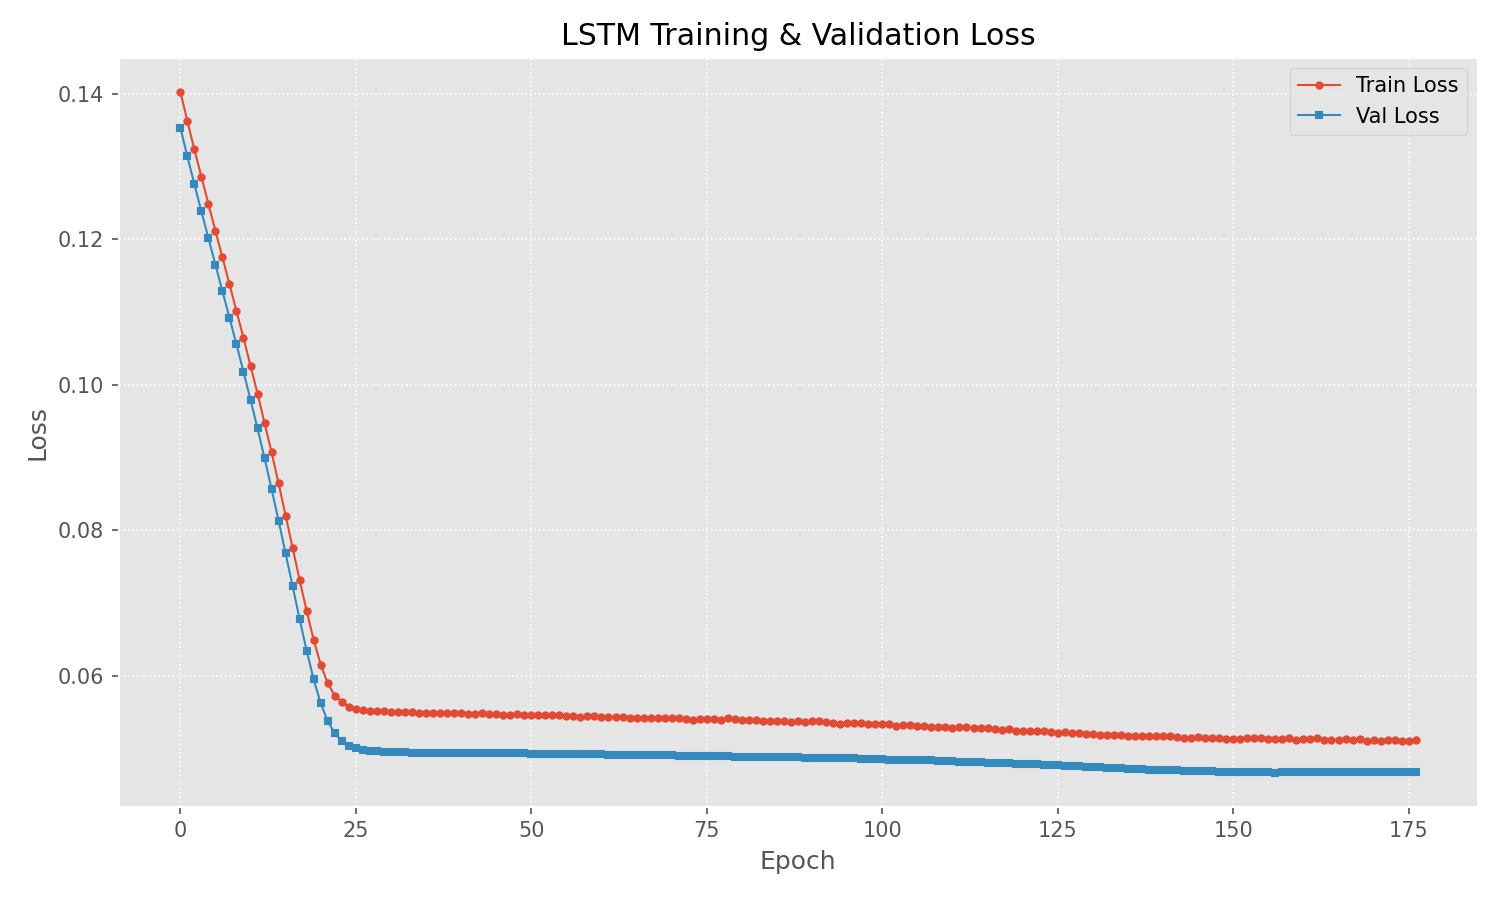 LSTM Training & Validation Loss
Train Loss
Val Loss
0.14
0.12
0.10
0.08
0.06
Loss
0 25 50 75 100 125 150 175
Epoch